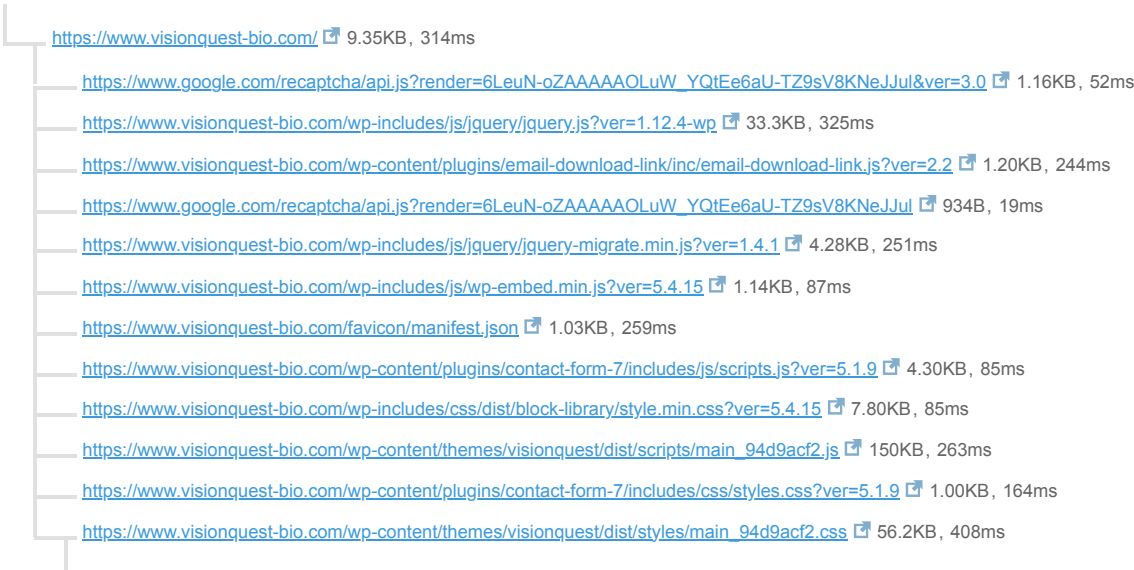 https://www.visionquest-bio.com/ 9.35KB, 314ms
https://www.google.com/recaptcha/api.js?render=6LeuN-oZAAAAAOLuW_YQtEe6aU-TZ9sV8KNeJJul&ver=3.0 1.16KB, 52ms
https://www.visionquest-bio.com/wp-includes/js/jquery/jquery.js?ver=1.12.4-wp 33.3KB, 325ms
https://www.visionquest-bio.com/wp-content/plugins/email-download-link/inc/email-download-link.js?ver=2.2 1.20KB, 244ms
https://www.google.com/recaptcha/api.js?render=6LeuN-oZAAAAAOLuW_YQtEe6aU-TZ9sV8KNeJJul 934B, 19ms
https://www.visionquest-bio.com/wp-includes/js/jquery/jquery-migrate.min.js?ver=1.4.1 4.28KB, 251ms
https://www.visionquest-bio.com/wp-includes/js/wp-embed.min.js?ver=5.4.15 1.14KB, 87ms
https://www.visionquest-bio.com/favicon/manifest.json 1.03KB, 259ms
https://www.visionquest-bio.com/wp-content/plugins/contact-form-7/includes/js/scripts.js?ver=5.1.9 4.30KB, 85ms
https://www.visionquest-bio.com/wp-includes/css/dist/block-library/style.min.css?ver=5.4.15 7.80KB, 85ms
https://www.visionquest-bio.com/wp-content/themes/visionquest/dist/scripts/main_94d9acf2.js 150KB, 263ms
https://www.visionquest-bio.com/wp-content/plugins/contact-form-7/includes/css/styles.css?ver=5.1.9 1.00KB, 164ms
https://www.visionquest-bio.com/wp-content/themes/visionquest/dist/styles/main_94d9acf2.css 56.2KB, 408ms